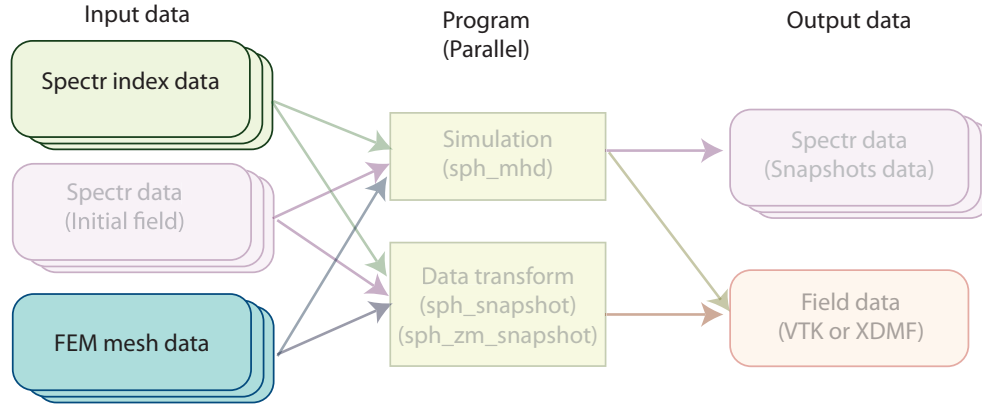 Input data
Program
(Parallel)
Output data
Spectr index data
Spectr data
(Initial field)
FEM mesh data
Simulation
(sph_mhd)
Data transform
(sph_snapshot)
(sph_zm_snapshot)
Spectr data
(Snapshots data)
Field data
(VTK or XDMF)